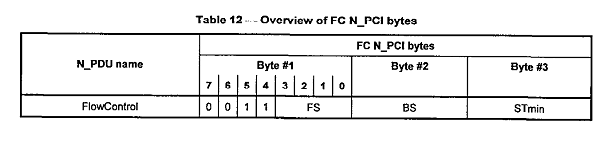 Table 12 — Overview of FC N_PCI bytes
FC N_PCI bytes
N_PDU name
Byte #1
Byte #2
Byte #3
7 6 5 4 3 2 1 0
FlowControl 0 0 1 1 FS BS STmin